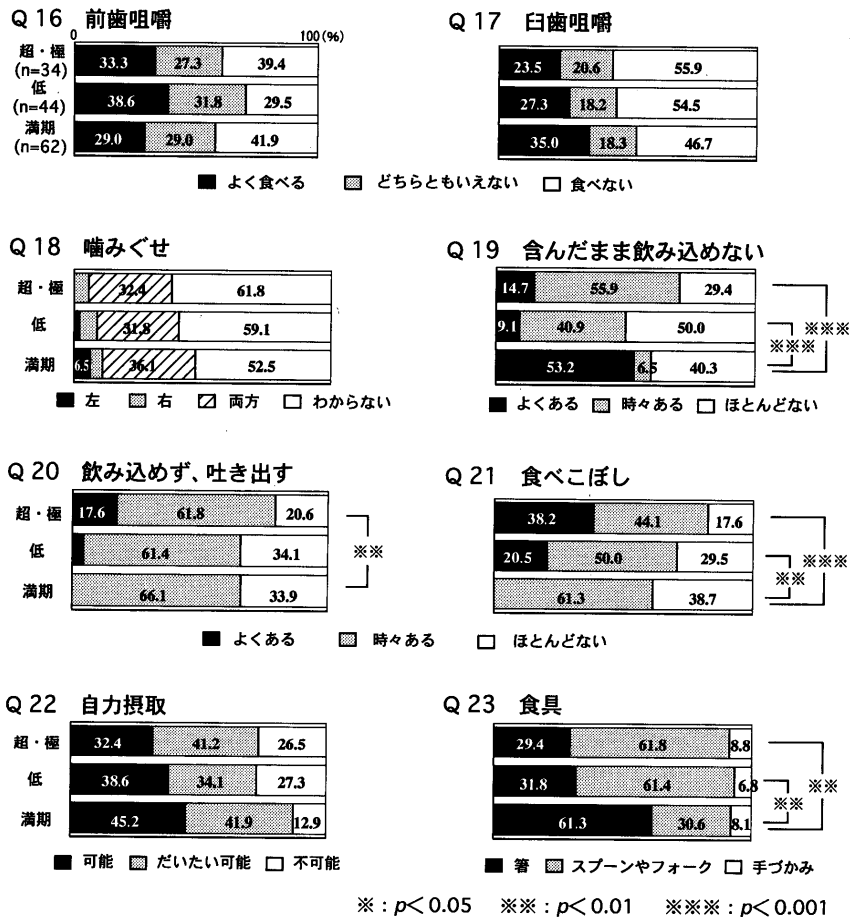 Q 16 前歯咀嚼
0 100(%)
超・極
(n=34)
33.3 27.3 39.4
低
(n=44)
38.6 31.8 29.5
満期
(n=62)
29.0 29.0 41.9
Q 17 臼歯咀嚼
23.5 20.6 55.9
27.3 18.2 54.5
35.0 18.3 46.7
■ よく食べる どちらともいえない □ 食べない
Q 18 噛みぐせ
超・極 32.4 61.8
低 31.8 59.1
満期 6.5 36.1 52.5
■ 左 右 両方 □ わからない
Q 19 含んだまま飲み込めない
14.7 55.9 29.4
9.1 40.9 50.0
53.2 6.5 40.3
※※※
※※※
■ よくある 時々ある □ ほとんどない
Q 20 飲み込めず、吐き出す
超・極 17.6 61.8 20.6
低 61.4 34.1
満期 66.1 33.9
※※
Q 21 食べこぼし
38.2 44.1 17.6
20.5 50.0 29.5
61.3 38.7
※※※
※※
■ よくある 時々ある □ ほとんどない
Q 22 自力摂取
超・極 32.4 41.2 26.5
低 38.6 34.1 27.3
満期 45.2 41.9 12.9
■ 可能 だいたい可能 □ 不可能
Q 23 食具
29.4 61.8 8.8
31.8 61.4 6.8
61.3 30.6 8.1
※※
※※
■ 箸 スプーンやフォーク □ 手づかみ
※ : p< 0.05 ※※ : p< 0.01 ※※※ : p< 0.001